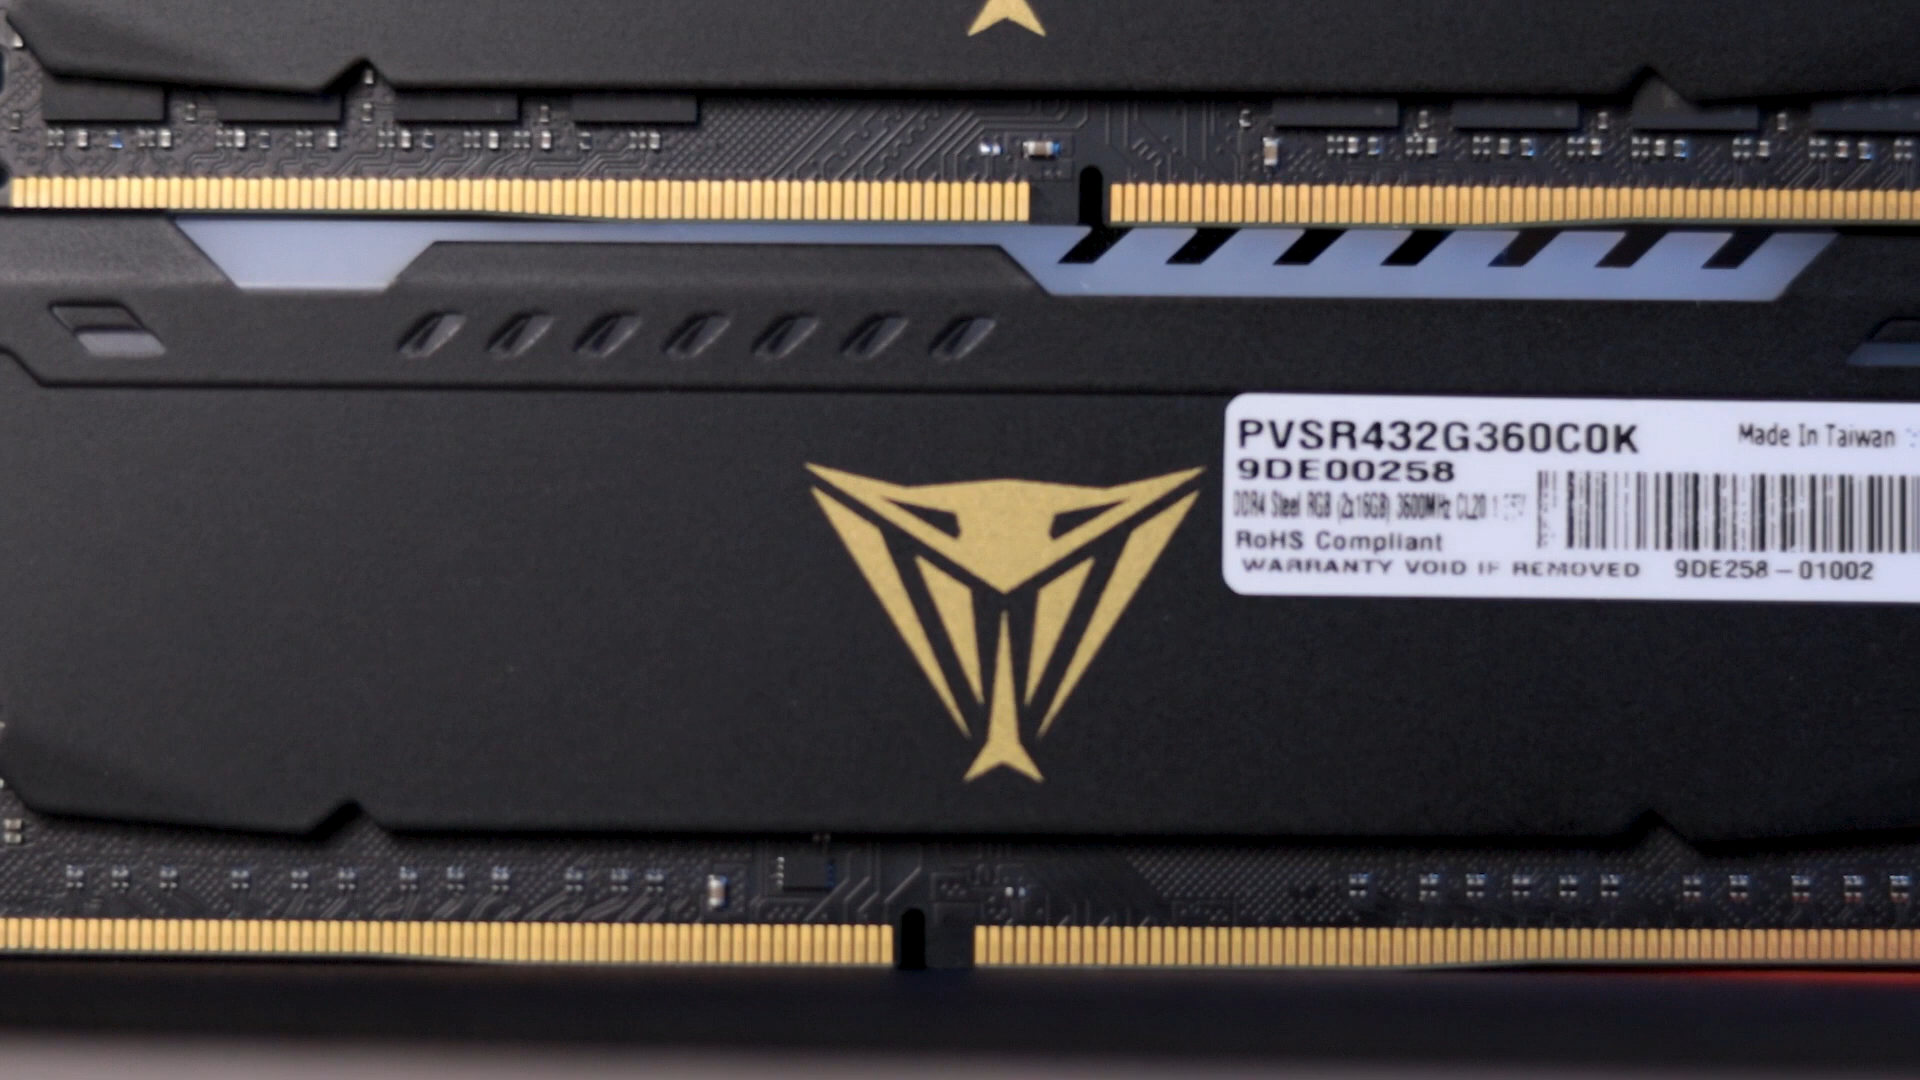 PVSR432G360C0K
Made In Taiwan
9DE00258
DDR4 Steel RGB (2x16GB) 3600MHz CL20
RoHS Compliant
WARRANTY VOID IF REMOVED 9DE258-01002